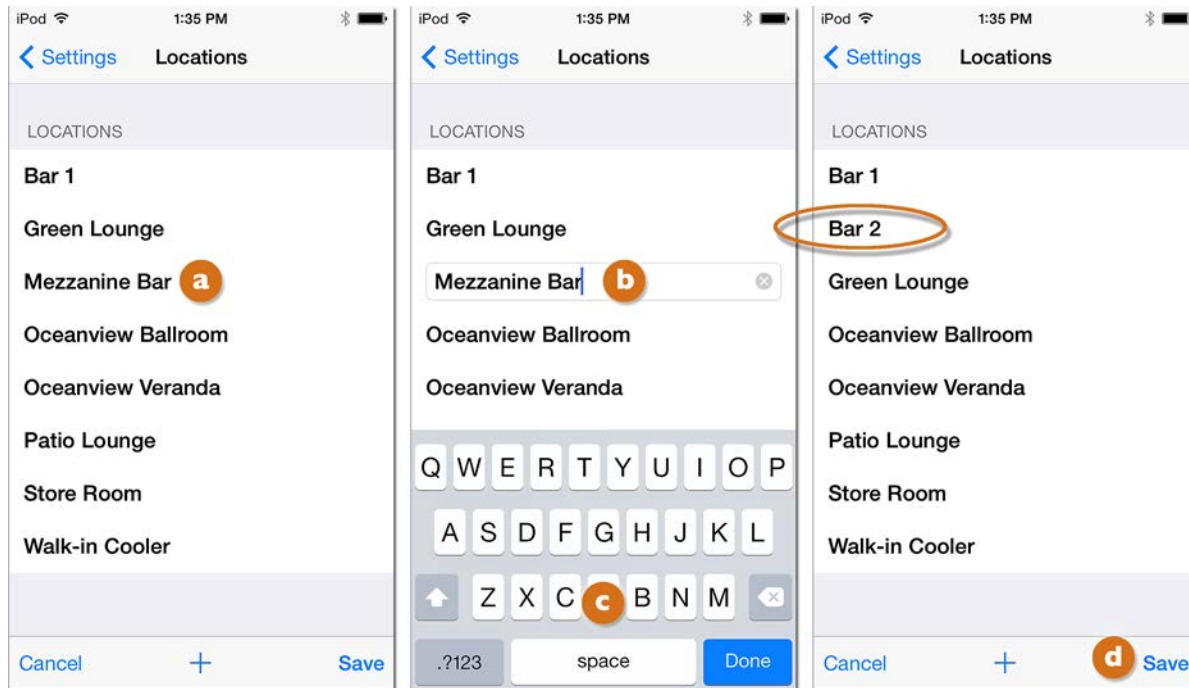 iPod 1:35 PM
Settings Locations
LOCATIONS
Bar 1
Green Lounge
Mezzanine Bar a
Oceanview Ballroom
Oceanview Veranda
Patio Lounge
Store Room
Walk-in Cooler
Cancel + Save
iPod 1:35 PM
Settings Locations
LOCATIONS
Bar 1
Green Lounge
Mezzanine Bar b
Oceanview Ballroom
Oceanview Veranda
Q W E R T Y U I O P
A S D F G H J K L
Z X C c B N M
.?123 space Done
iPod 1:35 PM
Settings Locations
LOCATIONS
Bar 1
Bar 2
Green Lounge
Oceanview Ballroom
Oceanview Veranda
Patio Lounge
Store Room
Walk-in Cooler
Cancel + d Save